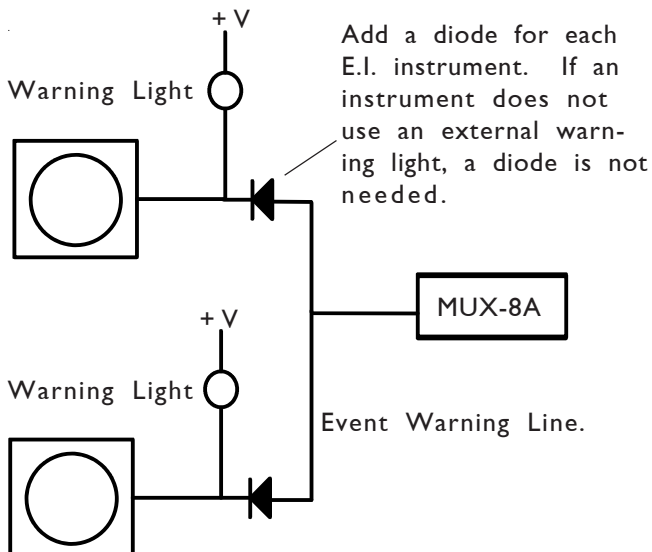 + V
Warning Light
Add a diode for each
E.I. instrument. If an
instrument does not
use an external warn-
ing light, a diode is not
needed.
MUX-8A
+ V
Warning Light
Event Warning Line.